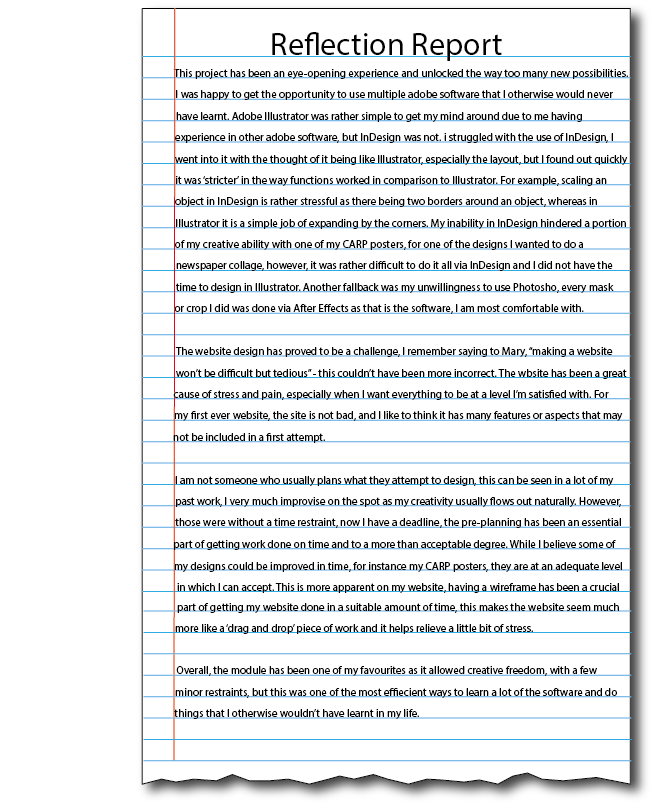 Reflection Report
This project has been an eye-opening experience and unlocked the way too many new possibilities.
I was happy to get the opportunity to use multiple adobe software that I otherwise would never
have learnt. Adobe Illustrator was rather simple to get my mind around due to me having
experience in other adobe software, but InDesign was not. i struggled with the use of InDesign, I
went into it with the thought of it being like Illustrator, especially the layout, but I found out quickly
it was ‘stricter’ in the way functions worked in comparison to Illustrator. For example, scaling an
object in InDesign is rather stressful as there being two borders around an object, whereas in
Illustrator it is a simple job of expanding by the corners. My inability in InDesign hindered a portion
of my creative ability with one of my CARP posters, for one of the designs I wanted to do a
newspaper collage, however, it was rather difficult to do it all via InDesign and I did not have the
time to design in Illustrator. Another fallback was my unwillingness to use Photosho, every mask
or crop I did was done via After Effects as that is the software, I am most comfortable with.
The website design has proved to be a challenge, I remember saying to Mary, “making a website
won’t be difficult but tedious”- this couldn’t have been more incorrect. The wbsite has been a great
cause of stress and pain, especially when I want everything to be at a level I’m satisfied with. For
my first ever website, the site is not bad, and I like to think it has many features or aspects that may
not be included in a first attempt.
I am not someone who usually plans what they attempt to design, this can be seen in a lot of my
past work, I very much improvise on the spot as my creativity usually flows out naturally. However,
those were without a time restraint, now I have a deadline, the pre-planning has been an essential
part of getting work done on time and to a more than acceptable degree. While I believe some of
my designs could be improved in time, for instance my CARP posters, they are at an adequate level
in which I can accept. This is more apparent on my website, having a wireframe has been a crucial
part of getting my website done in a suitable amount of time, this makes the website seem much
more like a ‘drag and drop’ piece of work and it helps relieve a little bit of stress.
Overall, the module has been one of my favourites as it allowed creative freedom, with a few
minor restraints, but this was one of the most effiecient ways to learn a lot of the software and do
things that I otherwise wouldn’t have learnt in my life.